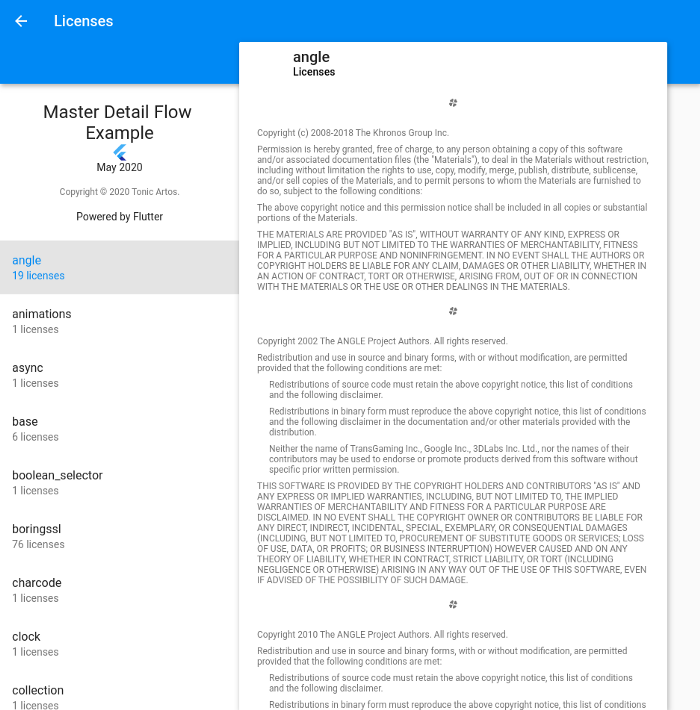 Licenses
Master Detail Flow
Example
May 2020
Copyright © 2020 Tonic Artos.
Powered by Flutter
angle
19 licenses
animations
1 licenses
async
1 licenses
base
6 licenses
boolean_selector
1 licenses
boringssl
76 licenses
charcode
1 licenses
clock
1 licenses
collection
1 licenses
angle
Licenses
Copyright (c) 2008-2018 The Khronos Group Inc.
Permission is hereby granted, free of charge, to any person obtaining a copy of this software
and/or associated documentation files (the "Materials"), to deal in the Materials without restriction,
including without limitation the rights to use, copy, modify, merge, publish, distribute, sublicense,
and/or sell copies of the Materials, and to permit persons to whom the Materials are furnished to
do so, subject to the following conditions:
The above copyright notice and this permission notice shall be included in all copies or substantial
portions of the Materials.
THE MATERIALS ARE PROVIDED "AS IS", WITHOUT WARRANTY OF ANY KIND, EXPRESS OR
IMPLIED, INCLUDING BUT NOT LIMITED TO THE WARRANTIES OF MERCHANTABILITY, FITNESS
FOR A PARTICULAR PURPOSE AND NONINFRINGEMENT. IN NO EVENT SHALL THE AUTHORS OR
COPYRIGHT HOLDERS BE LIABLE FOR ANY CLAIM, DAMAGES OR OTHER LIABILITY, WHETHER IN
AN ACTION OF CONTRACT, TORT OR OTHERWISE, ARISING FROM, OUT OF OR IN CONNECTION
WITH THE MATERIALS OR THE USE OR OTHER DEALINGS IN THE MATERIALS.
Copyright 2002 The ANGLE Project Authors. All rights reserved.
Redistribution and use in source and binary forms, with or without modification, are permitted
provided that the following conditions are met:
Redistributions of source code must retain the above copyright notice, this list of conditions
and the following disclaimer.
Redistributions in binary form must reproduce the above copyright notice, this list of conditions
and the following disclaimer in the documentation and/or other materials provided with the
distribution.
Neither the name of TransGaming Inc., Google Inc., 3DLabs Inc. Ltd., nor the names of their
contributors may be used to endorse or promote products derived from this software without
specific prior written permission.
THIS SOFTWARE IS PROVIDED BY THE COPYRIGHT HOLDERS AND CONTRIBUTORS "AS IS" AND
ANY EXPRESS OR IMPLIED WARRANTIES, INCLUDING, BUT NOT LIMITED TO, THE IMPLIED
WARRANTIES OF MERCHANTABILITY AND FITNESS FOR A PARTICULAR PURPOSE ARE
DISCLAIMED. IN NO EVENT SHALL THE COPYRIGHT OWNER OR CONTRIBUTORS BE LIABLE FOR
ANY DIRECT, INDIRECT, INCIDENTAL, SPECIAL, EXEMPLARY, OR CONSEQUENTIAL DAMAGES
(INCLUDING, BUT NOT LIMITED TO, PROCUREMENT OF SUBSTITUTE GOODS OR SERVICES; LOSS
OF USE, DATA, OR PROFITS; OR BUSINESS INTERRUPTION) HOWEVER CAUSED AND ON ANY
THEORY OF LIABILITY, WHETHER IN CONTRACT, STRICT LIABILITY, OR TORT (INCLUDING
NEGLIGENCE OR OTHERWISE) ARISING IN ANY WAY OUT OF THE USE OF THIS SOFTWARE, EVEN
IF ADVISED OF THE POSSIBILITY OF SUCH DAMAGE.
Copyright 2010 The ANGLE Project Authors. All rights reserved.
Redistribution and use in source and binary forms, with or without modification, are permitted
provided that the following conditions are met:
Redistributions of source code must retain the above copyright notice, this list of conditions
and the following disclaimer.
Redistributions in binary form must reproduce the above copyright notice, this list of conditions